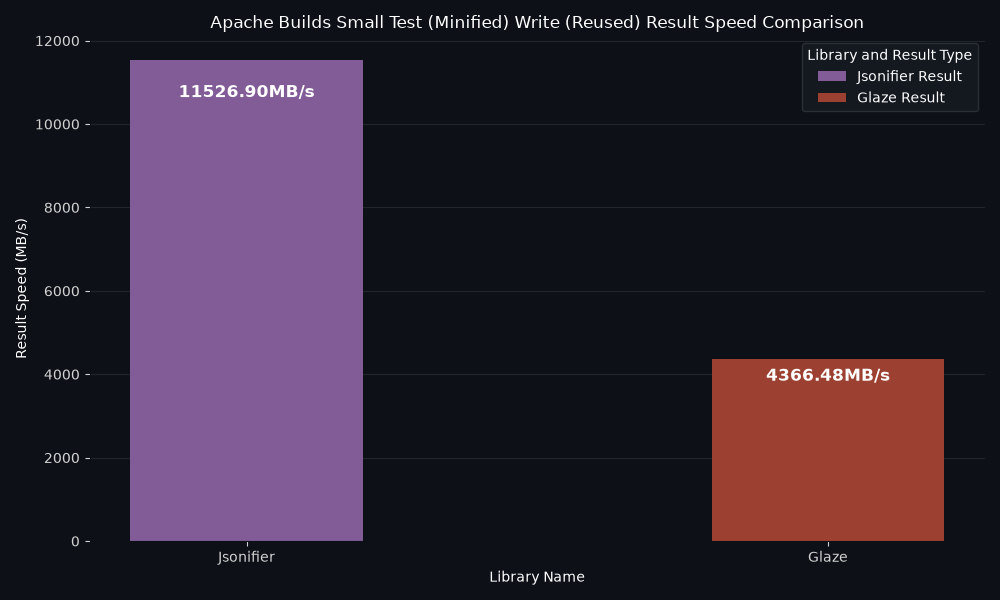 Apache Builds Small Test (Minified) Write (Reused) Result Speed Comparison
12000
10000
8000
6000
4000
2000
0
Result Speed (MB/s)
11526.90MB/s
4366.48MB/s
Library and Result Type
Jsonifier Result
Glaze Result
Jsonifier
Glaze
Library Name